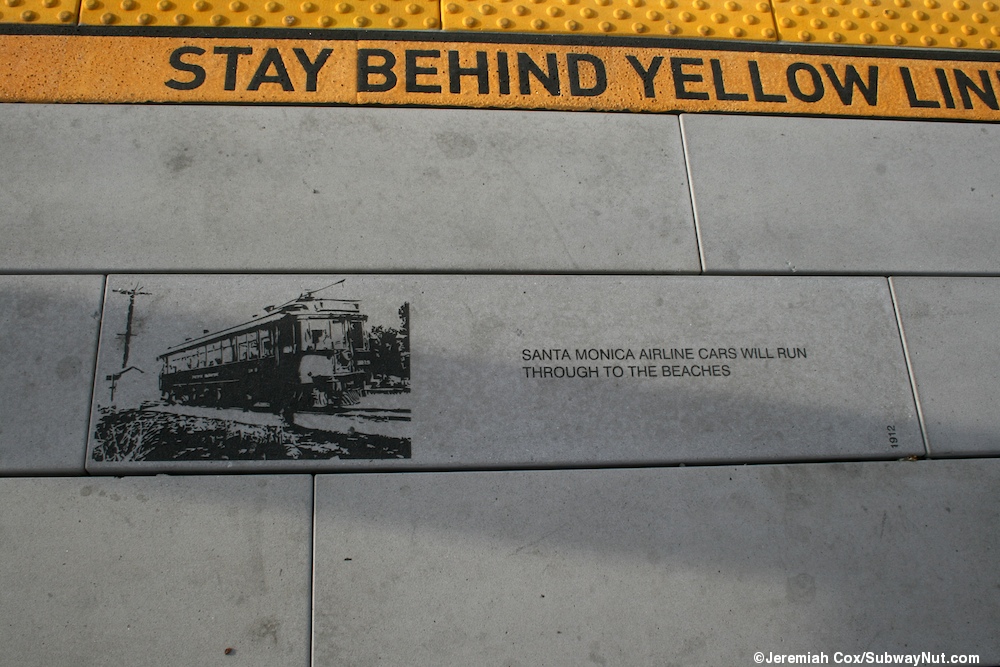 STAY BEHIND YELLOW LIN
SANTA MONICA AIRLINE CARS WILL RUN
THROUGH TO THE BEACHES
1912
©Jeremiah Cox/SubwayNut.com